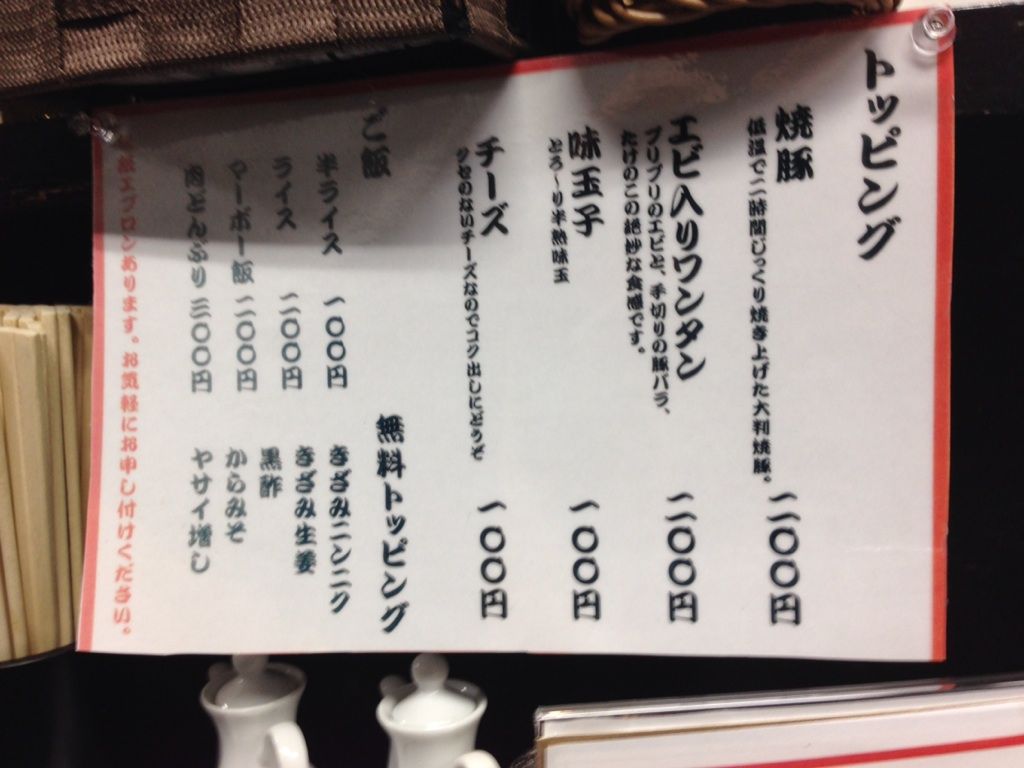 トッピング
焼豚
低温で二時間じっくり焼き上げた大判焼豚。
二〇〇円
エビ入りワンタン
プリプリのエビと、手切りの豚バラ、
たけのこの絶妙な食感です。
二〇〇円
味玉子
とろ〜り半熟味玉
一〇〇円
チーズ
クセのないチーズなのでコク出しにどうぞ
一〇〇円
ご飯
半ライス 一〇〇円
ライス 一〇〇円
マーボー飯 二〇〇円
肉どんぶり 三〇〇円
無料トッピング
きざみニンニク
きざみ生姜
黒酢
からみそ
ヤサイ増し
紙エプロンあります。お気軽にお申し付けください。